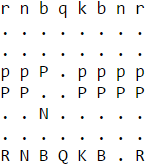 r n b q k b n r
. . . . . . . .
. . . . . . . .
p p P . p p p p
P P . . P P P P
. . N . . . . .
. . . . . . . .
R N B Q K B . R